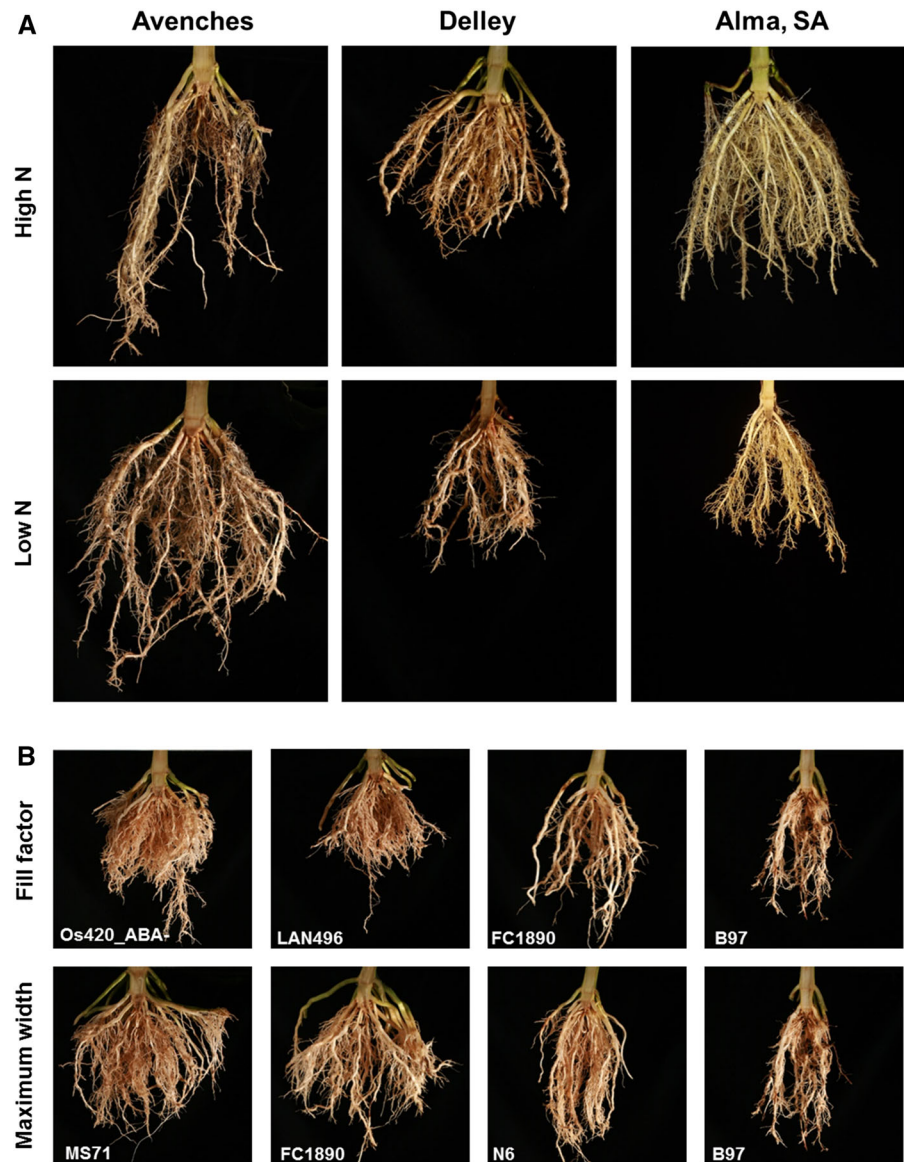 A
Avenches
Delley
Alma, SA
High N
Low N
B
Fill factor
Os420_ABA-
LAN496
FC1890
B97
Maximum width
MS71
FC1890
N6
B97